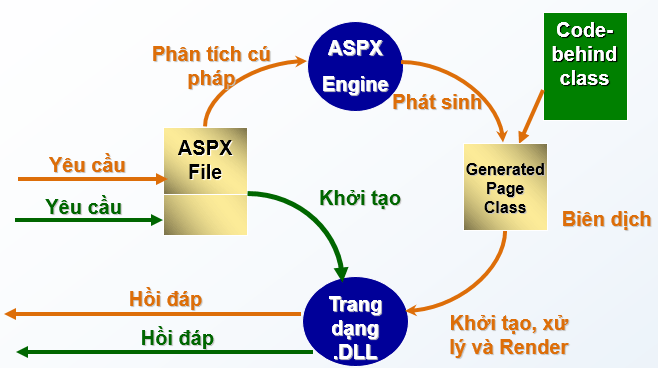 Phân tích cú
pháp
ASPX
Engine
Code-
behind
class
Phát sinh
ASPX
File
Yêu cầu
Yêu cầu
Khởi tạo
Generated
Page
Class
Biên dịch
Hồi đáp
Hồi đáp
Trang
dạng
.DLL
Khởi tạo, xử
lý và Render